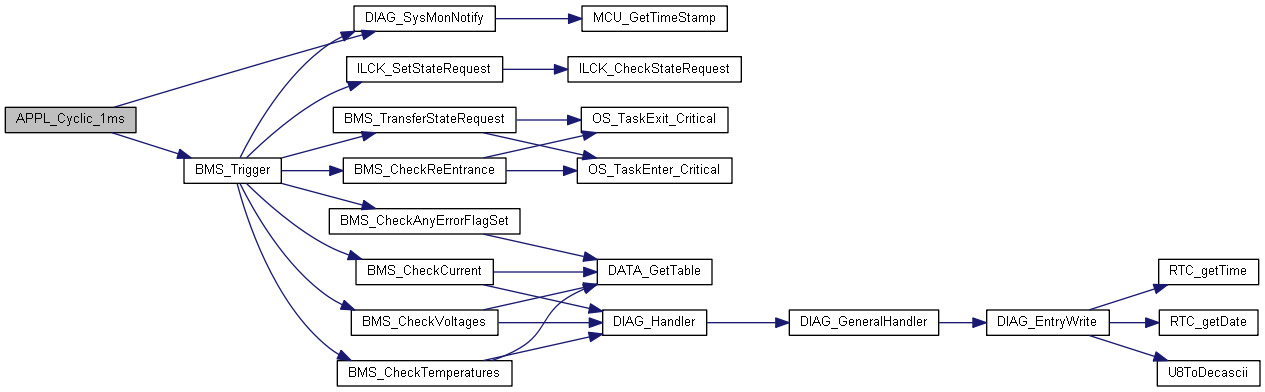 DIAG_SysMonNotify
MCU_GetTimeStamp
ILCK_SetStateRequest
ILCK_CheckStateRequest
APPL_Cyclic_1ms
BMS_TransferStateRequest
OS_TaskExit_Critical
BMS_Trigger
BMS_CheckReEntrance
OS_TaskEnter_Critical
BMS_CheckAnyErrorFlagSet
BMS_CheckCurrent
DATA_GetTable
RTC_getTime
BMS_CheckVoltages
DIAG_Handler
DIAG_GeneralHandler
DIAG_EntryWrite
RTC_getDate
BMS_CheckTemperatures
U8ToDecascii